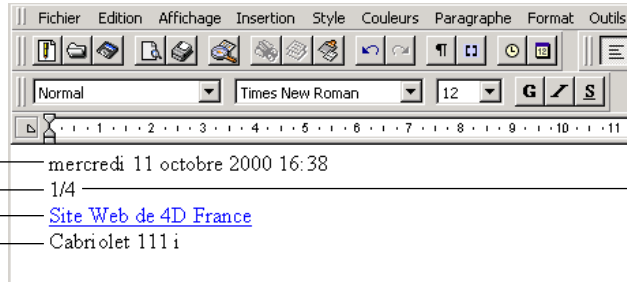 Fichier Edition Affichage Insertion Style Couleurs Paragraphe Format Outils
Normal Times New Roman 12 G I S
1 2 3 4 5 6 7 8 9 10 11
mercredi 11 octobre 2000 16:38
1/4
Site Web de 4D France
Cabriolet 111 i